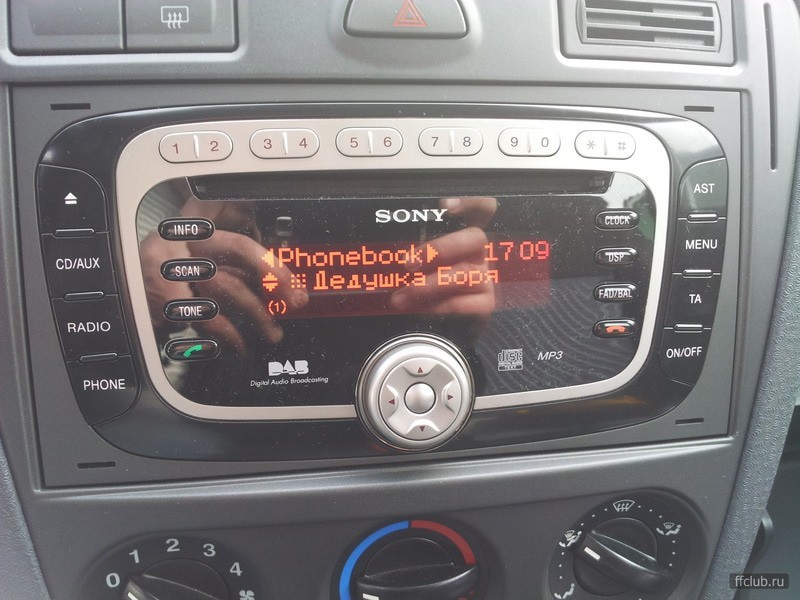 1 2 3 4 5 6 7 8 9 0 * #
SONY
AST
INFO
CLOCK
CD/AUX
SCAN
◀Phonebook▶ 17 09
DSP
MENU
Дедушка Боря
TONE
(1)
FAD/BAL
TA
RADIO
ON/OFF
PHONE
DAB
Digital Audio Broadcasting
disc
TEXT
MP3
0 1 2 3 4
ffclub.ru